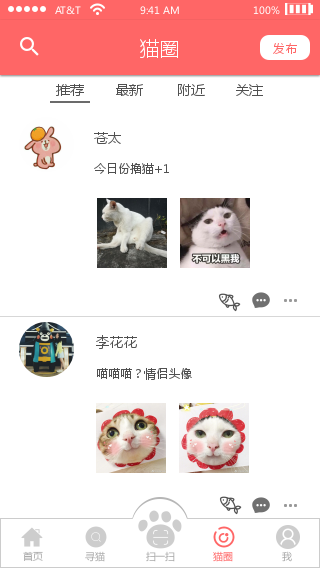 AT&T 9:41 AM 100%
猫圈 发布
推荐 最新 附近 关注
苍太
今日份撸猫+1
不可以黑我
李花花
喵喵喵？情侣头像
首页 寻猫 扫一扫 猫圈 我